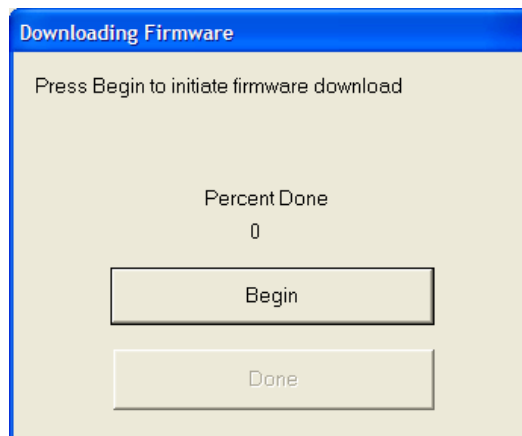 Downloading Firmware
Press Begin to initiate firmware download
Percent Done
0
Begin
Done